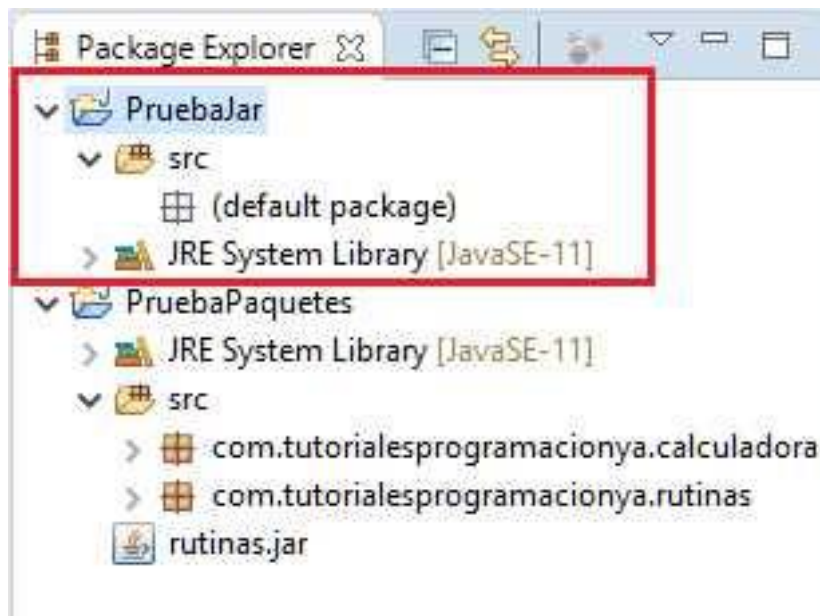 Package Explorer
PruebaJar
src
(default package)
JRE System Library [JavaSE-11]
PruebaPaquetes
JRE System Library [JavaSE-11]
src
com.tutorialesprogramacionya.calculadora
com.tutorialesprogramacionya.rutinas
rutinas.jar